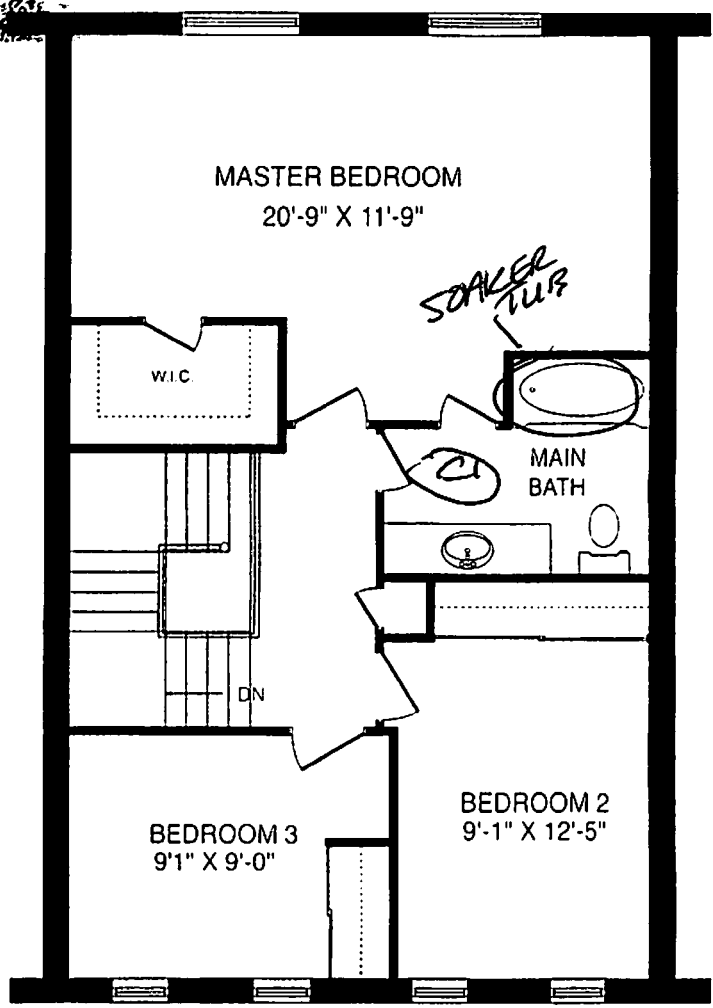 MASTER BEDROOM
20'-9" X 11'-9"
SOAKER
TUB
W.I.C.
MAIN
BATH
DN
BEDROOM 2
9'-1" X 12'-5"
BEDROOM 3
9'1" X 9'-0"